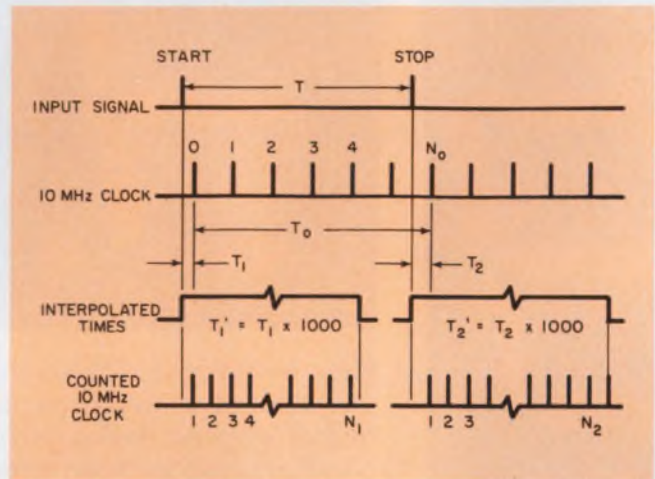 START STOP
T
INPUT SIGNAL
0 1 2 3 4 N₀
10 MHz CLOCK
T₀
T₁ T₂
INTERPOLATED TIMES
T₁' = T₁ x 1000 T₂' = T₂ x 1000
COUNTED 10 MHz CLOCK
1 2 3 4 N₁ 1 2 3 N₂